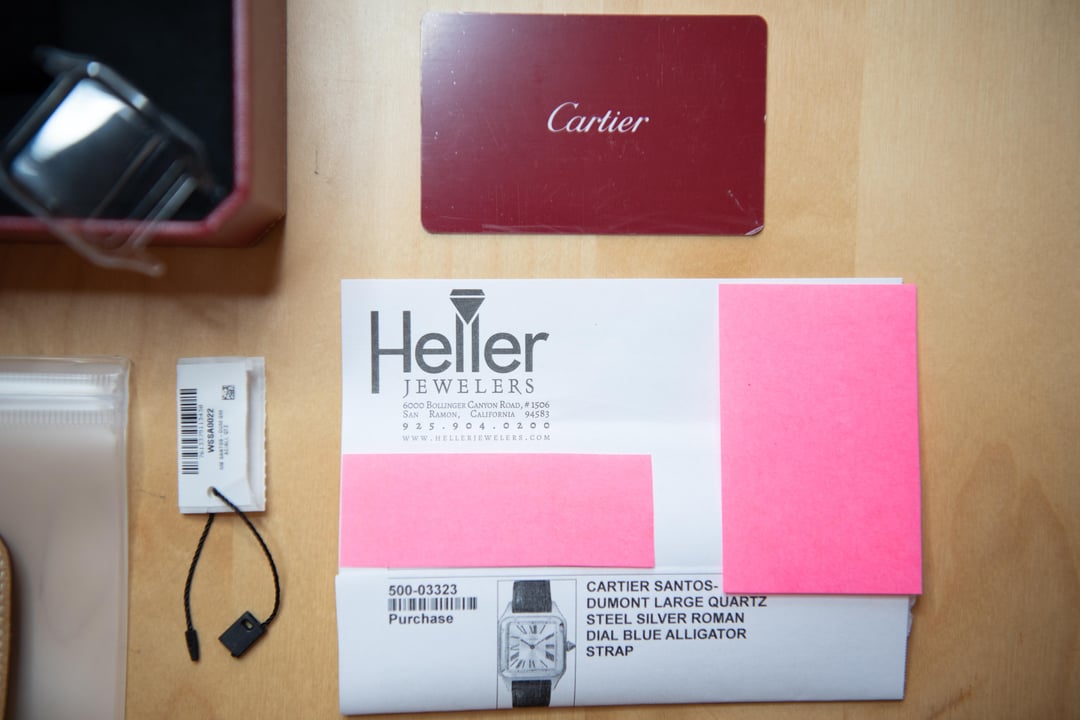 Cartier
Heller
JEWELERS
6000 Bollinger Canyon Road, #1506
San Ramon, California 94583
925.904.0200
www.hellerjewelers.com
WSSA0022
500-03323
Purchase
CARTIER SANTOS-
DUMONT LARGE QUARTZ
STEEL SILVER ROMAN
DIAL BLUE ALLIGATOR
STRAP